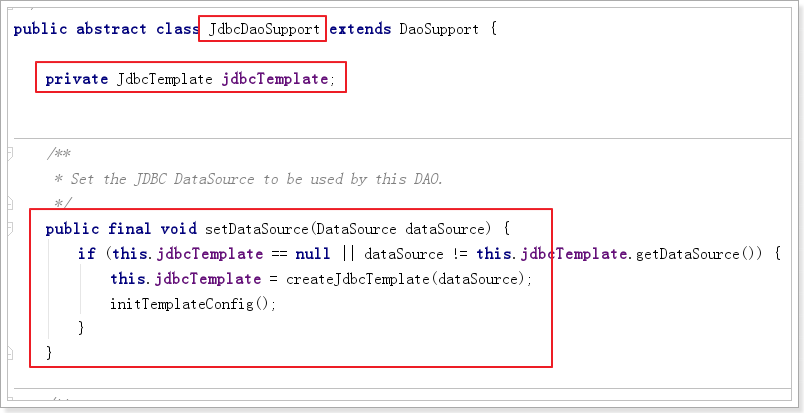 public abstract class JdbcDaoSupport extends DaoSupport {
private JdbcTemplate jdbcTemplate;
/**
* Set the JDBC DataSource to be used by this DAO.
*/
public final void setDataSource(DataSource dataSource) {
if (this.jdbcTemplate == null || dataSource != this.jdbcTemplate.getDataSource()) {
this.jdbcTemplate = createJdbcTemplate(dataSource);
initTemplateConfig();
}
}